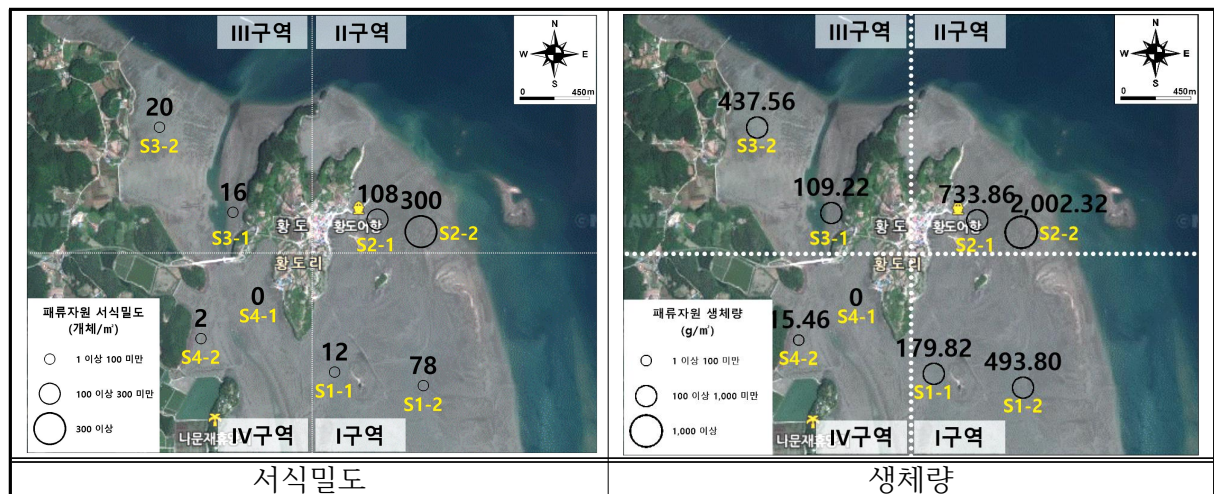 III구역 II구역
N
W E
S
0 450m
20
S3-2
16
S3-1
108
300
황도
황도어항
S2-1
S2-2
황도리
0
S4-1
2
S4-2
12
S1-1
78
S1-2
패류자원 서식밀도
(개체/㎡)
1 이상 100 미만
100 이상 300 미만
300 이상
IV구역 I구역
서식밀도
III구역 II구역
N
W E
S
0 450m
437.56
S3-2
109.22
S3-1
733.86
2,002.32
황도
황도어항
S2-1
S2-2
황도리
0
S4-1
15.46
S4-2
179.82
S1-1
493.80
S1-2
패류자원 생체량
(g/㎡)
1 이상 100 미만
100 이상 1,000 미만
1,000 이상
IV구역 I구역
생체량